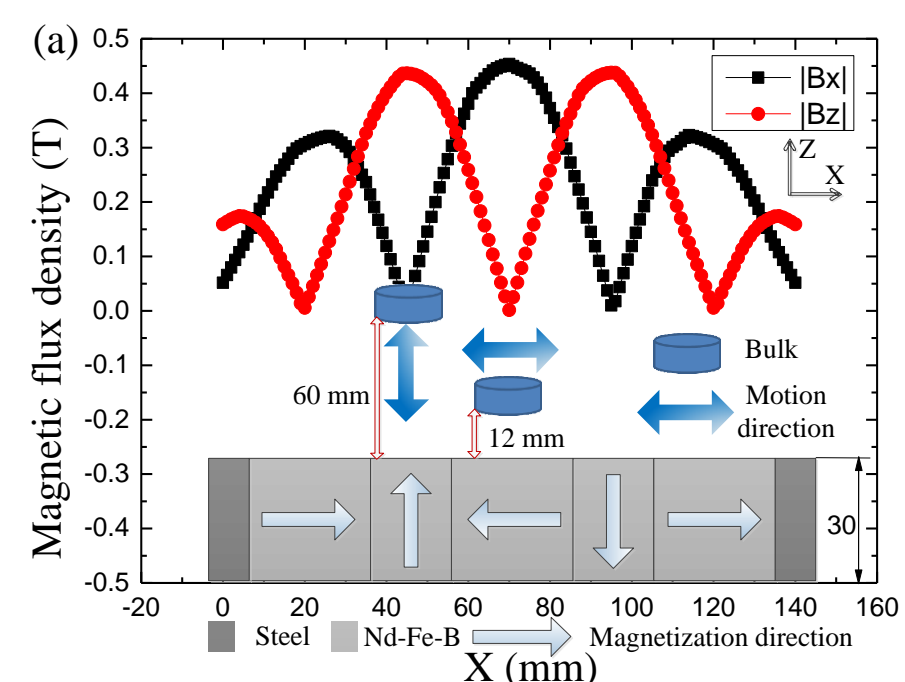 (a)
Magnetic flux density (T)
0.5
0.4
0.3
0.2
0.1
0.0
-0.1
-0.2
-0.3
-0.4
-0.5
|Bx|
|Bz|
Z
X
60 mm
12 mm
Bulk
Motion
direction
30
-20 0 20 40 60 80 100 120 140 160
Steel Nd-Fe-B Magnetization direction
X (mm)